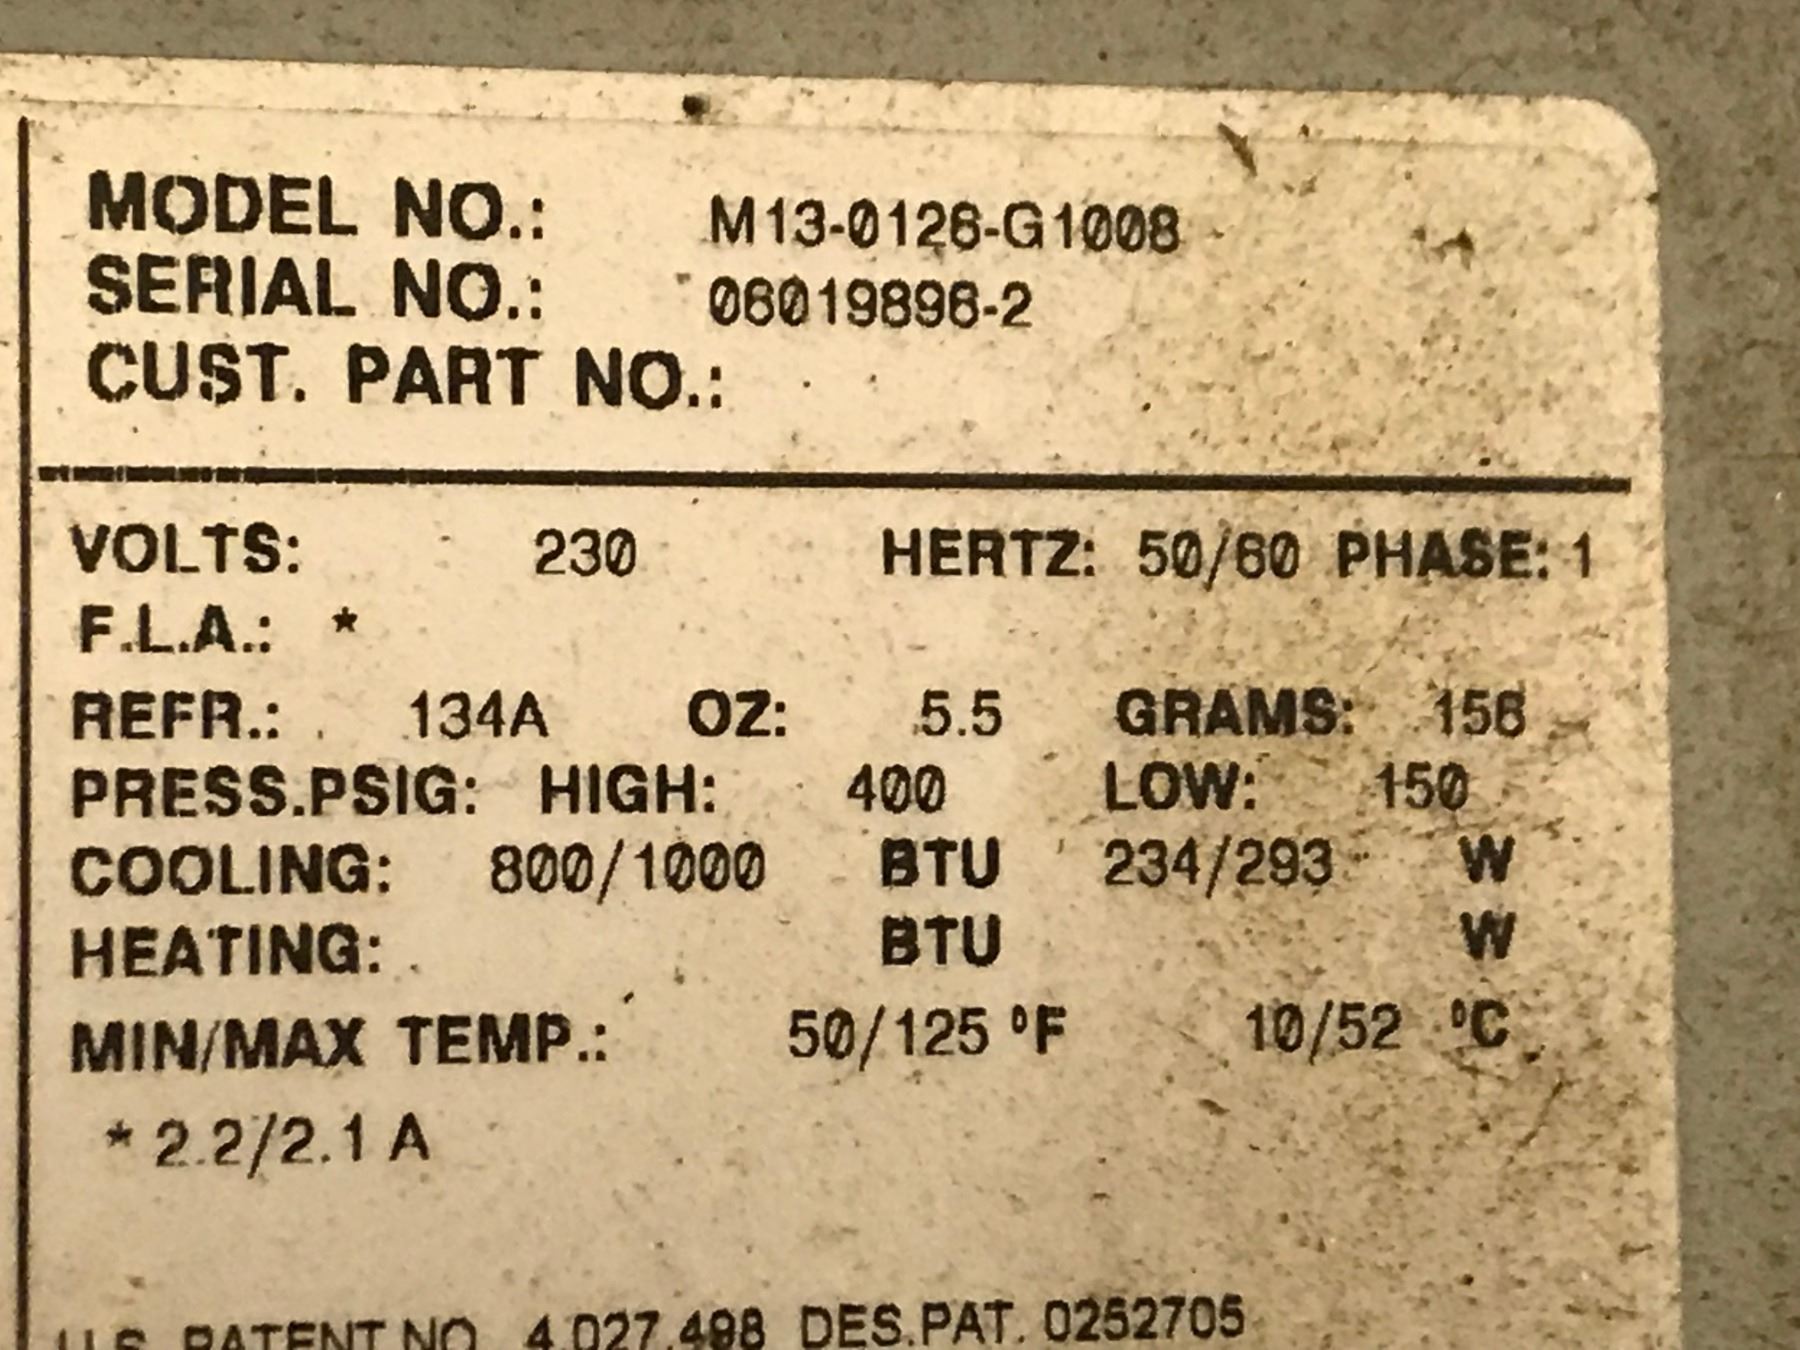 MODEL NO.: M13-0126-G1008
SERIAL NO.: 06019896-2
CUST. PART NO.:
VOLTS: 230 HERTZ: 50/60 PHASE: 1
F.L.A.: *
REFR.: 134A OZ: 5.5 GRAMS: 156
PRESS.PSIG: HIGH: 400 LOW: 150
COOLING: 800/1000 BTU 234/293 W
HEATING: BTU W
MIN/MAX TEMP.: 50/125 °F 10/52 °C
* 2.2/2.1 A
U.S. PATENT NO. 4,027,498 DES.PAT. 0252705